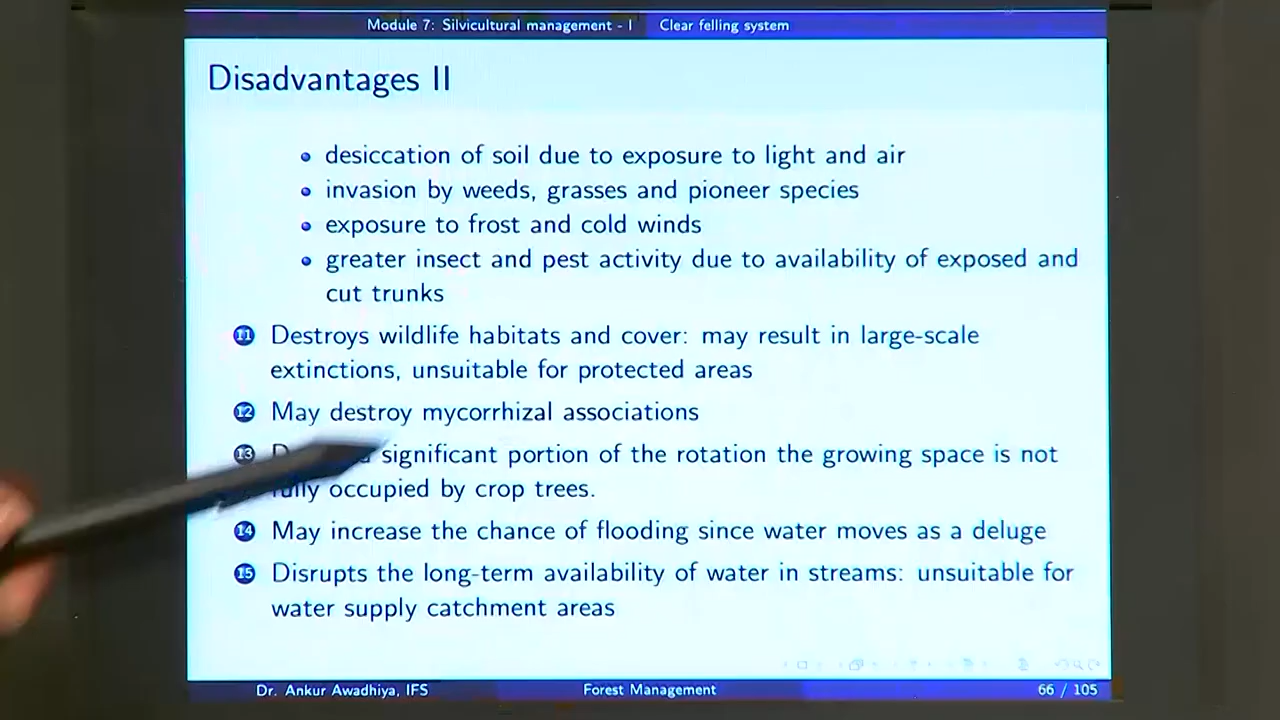 Module 7: Silvicultural management - I Clear felling system
Disadvantages II
desiccation of soil due to exposure to light and air
invasion by weeds, grasses and pioneer species
exposure to frost and cold winds
greater insect and pest activity due to availability of exposed and
cut trunks
11 Destroys wildlife habitats and cover: may result in large-scale
extinctions, unsuitable for protected areas
12 May destroy mycorrhizal associations
13 significant portion of the rotation the growing space is not
fully occupied by crop trees.
14 May increase the chance of flooding since water moves as a deluge
15 Disrupts the long-term availability of water in streams: unsuitable for
water supply catchment areas
Dr. Ankur Awadhiya, IFS Forest Management 66 / 105